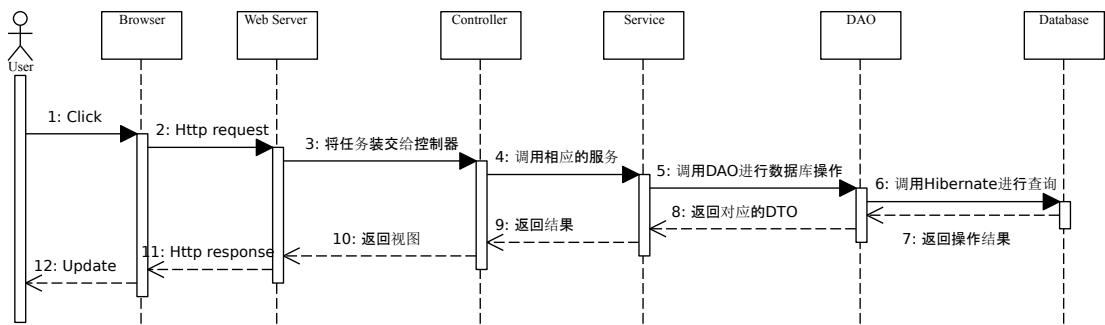 Browser
Web Server
Controller
Service
DAO
Database
User
1: Click
2: Http request
3: 将任务装交给控制器
4: 调用相应的服务
5: 调用DAO进行数据库操作
6: 调用Hibernate进行查询
7: 返回操作结果
8: 返回对应的DTO
9: 返回结果
10: 返回视图
11: Http response
12: Update